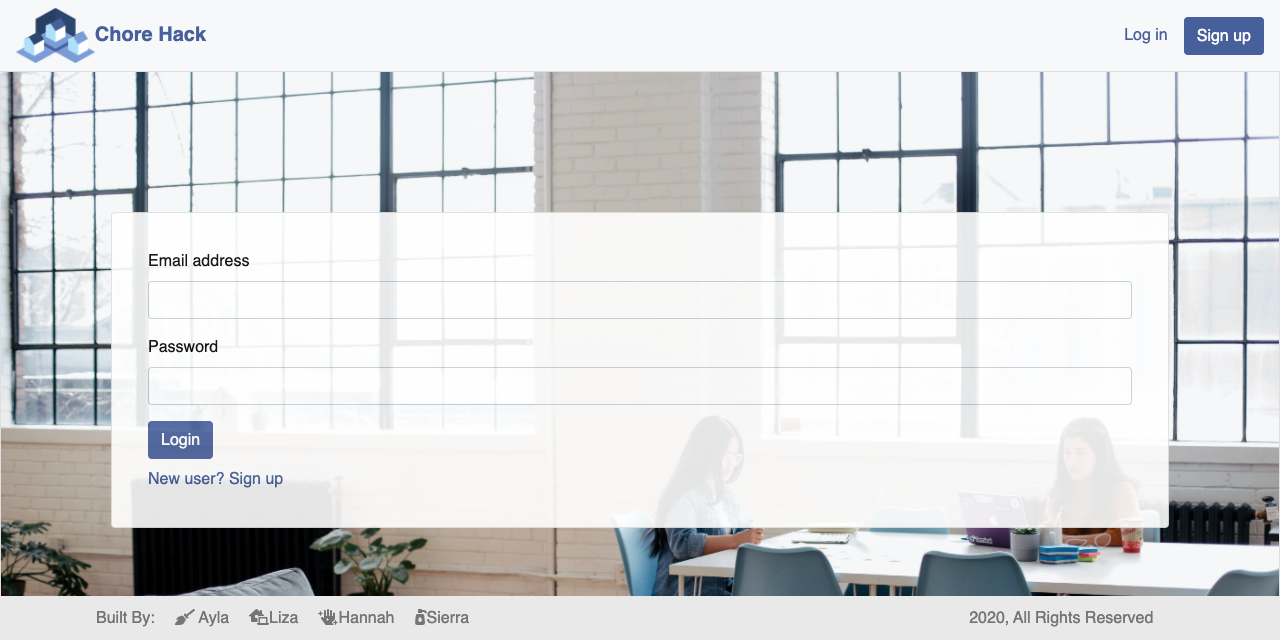 Chore Hack
Log in
Sign up
Email address
Password
Login
New user? Sign up
Built By: Ayla Liza Hannah Sierra
2020, All Rights Reserved